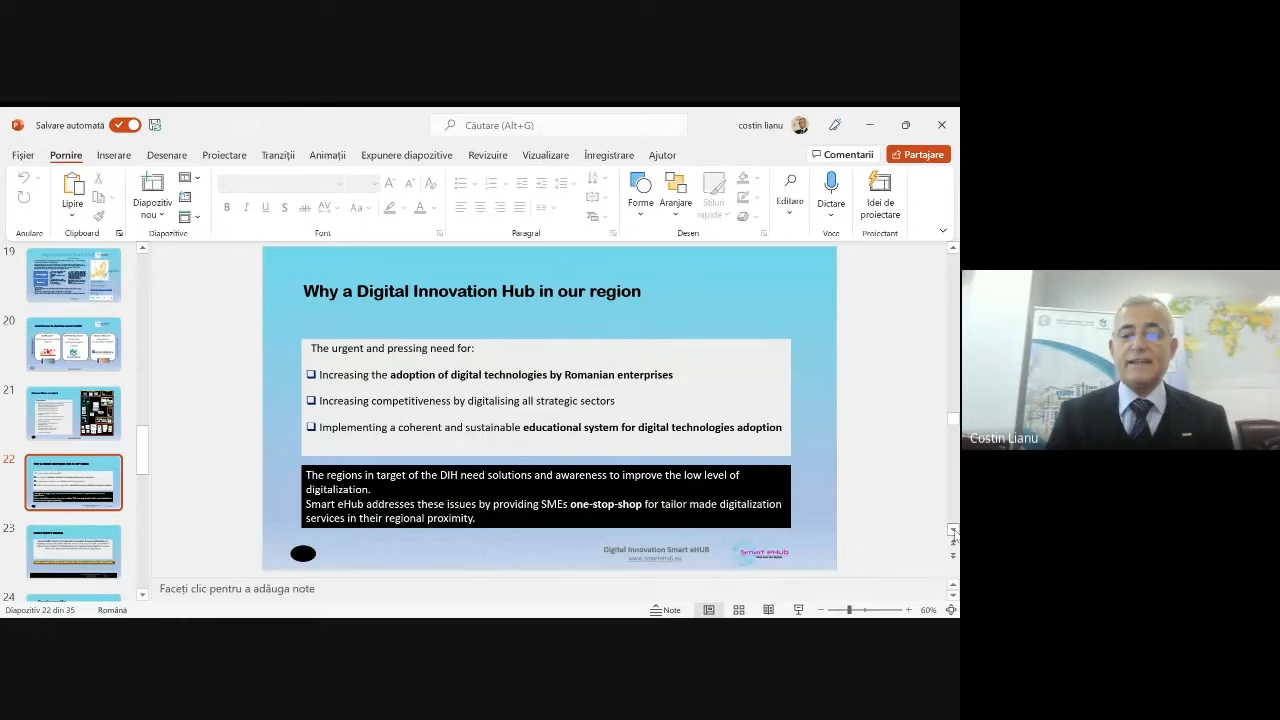 Salvare automată
Căutare (Alt+G)
costin lianu
Fișier Pornire Inserare Desenare Proiectare Tranziții Animații Expunere diapozitive Revizuire Vizualizare Înregistrare Ajutor
Comentarii
Partajare
Lipire
Diapozitiv
nou
Forme
Aranjare
Stiluri
rapide
Editare
Dictare
Idei de
proiectare
Anulare
Clipboard
Diapozitive
Font
Paragraf
Desen
Voce
Proiectant
19
20
21
22
23
24
Why a Digital Innovation Hub in our region
The urgent and pressing need for:
Increasing the adoption of digital technologies by Romanian enterprises
Increasing competitiveness by digitalising all strategic sectors
Implementing a coherent and sustainable educational system for digital technologies adoption
The regions in target of the DIH need solutions and awareness to improve the low level of
digitalization.
Smart eHub addresses these issues by providing SMEs one-stop-shop for tailor made digitalization
services in their regional proximity.
Digital Innovation Smart eHUB
www.smartehub.eu
Smart eHub
Faceți clic pentru a adăuga note
Diapozitiv 22 din 35
Română
Note
60%
Costin Lianu